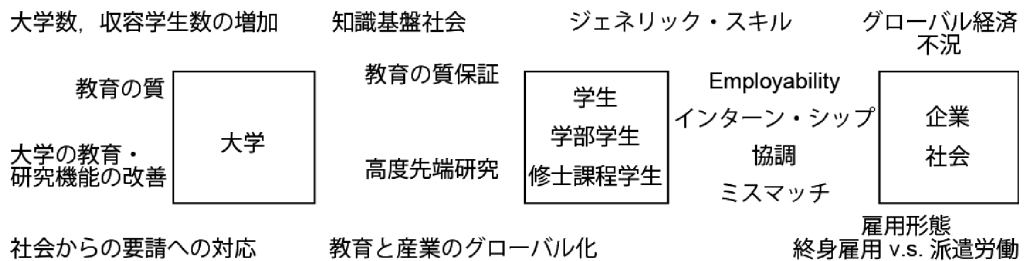 大学数，収容学生数の増加
知識基盤社会
ジェネリック・スキル
グローバル経済
不況
教育の質
大学の教育・
研究機能の改善
大学
教育の質保証
高度先端研究
学生
学部学生
修士課程学生
Employability
インターン・シップ
協調
ミスマッチ
企業
社会
社会からの要請への対応
教育と産業のグローバル化
雇用形態
終身雇用 v.s. 派遣労働